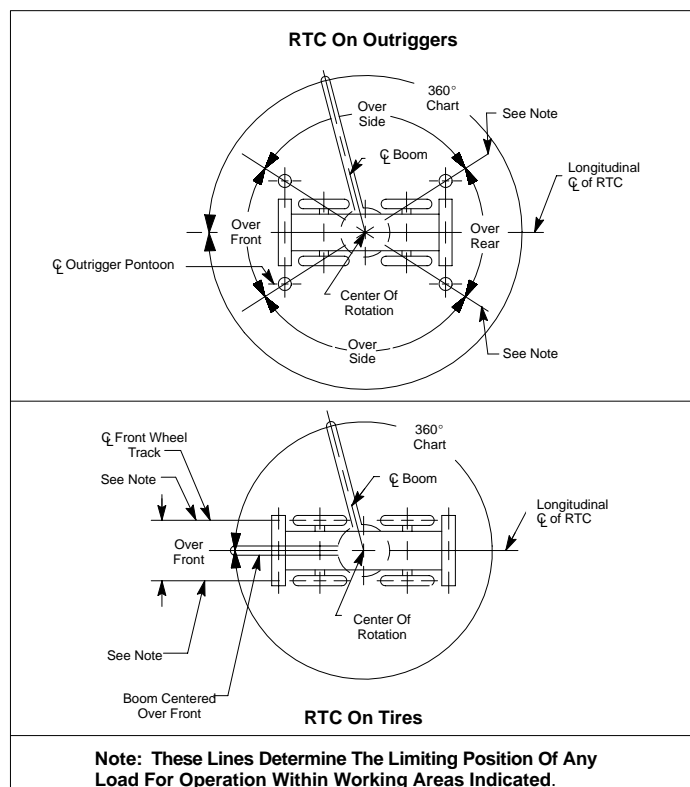 RTC On Outriggers
360°
Chart
Over
Side
See Note
℄ Boom
Longitudinal
℄ of RTC
Over
Front
Over
Rear
℄ Outrigger Pontoon
Center Of
Rotation
Over
Side
See Note
℄ Front Wheel
Track
360°
Chart
See Note
℄ Boom
Longitudinal
℄ of RTC
Over
Front
Center Of
Rotation
See Note
Boom Centered
Over Front
RTC On Tires
Note: These Lines Determine The Limiting Position Of Any
Load For Operation Within Working Areas Indicated.